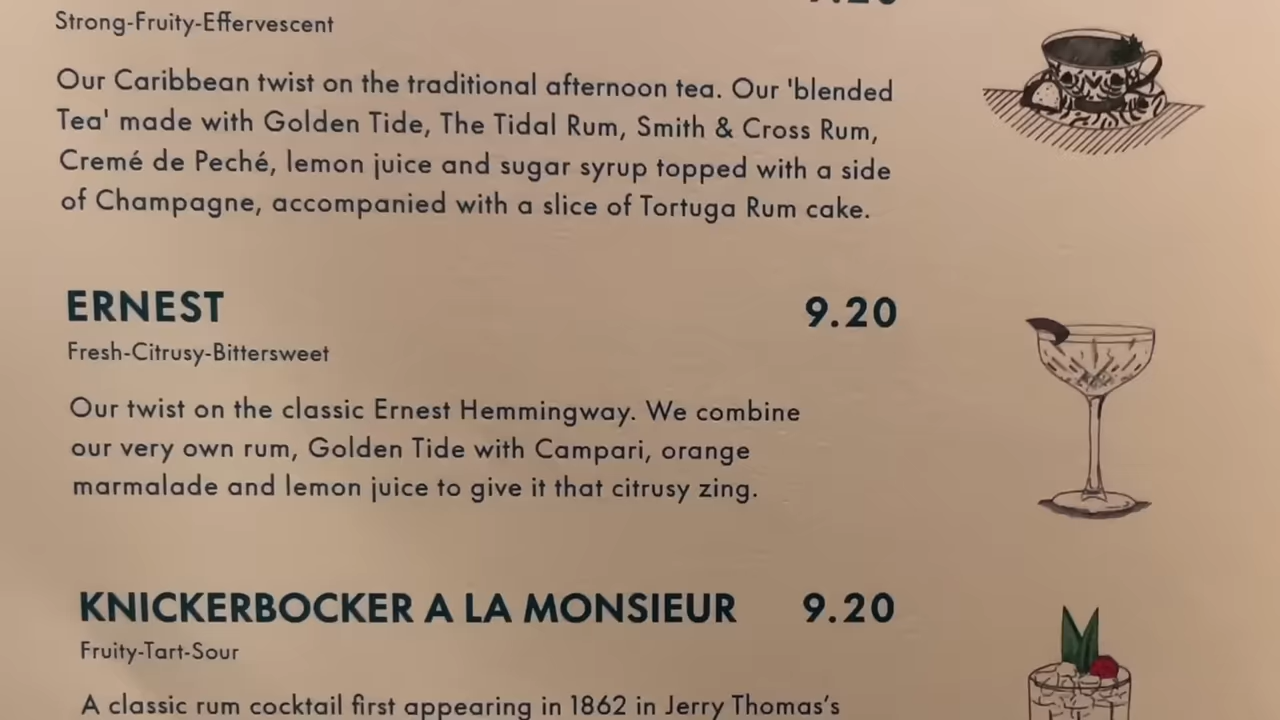 Strong-Fruity-Effervescent
Our Caribbean twist on the traditional afternoon tea. Our 'blended
Tea' made with Golden Tide, The Tidal Rum, Smith & Cross Rum,
Cremé de Peché, lemon juice and sugar syrup topped with a side
of Champagne, accompanied with a slice of Tortuga Rum cake.
ERNEST 9.20
Fresh-Citrusy-Bittersweet
Our twist on the classic Ernest Hemmingway. We combine
our very own rum, Golden Tide with Campari, orange
marmalade and lemon juice to give it that citrusy zing.
KNICKERBOCKER A LA MONSIEUR 9.20
Fruity-Tart-Sour
A classic rum cocktail first appearing in 1862 in Jerry Thomas's